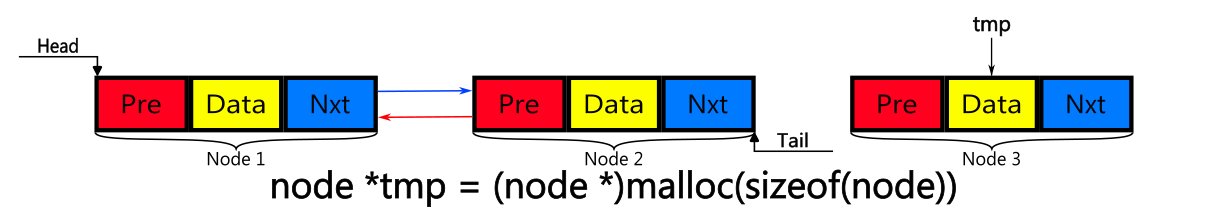 tmp
Head
Pre Data Nxt Pre Data Nxt Pre Data Nxt
Tail
Node 1 Node 2 Node 3
node *tmp = (node *)malloc(sizeof(node))